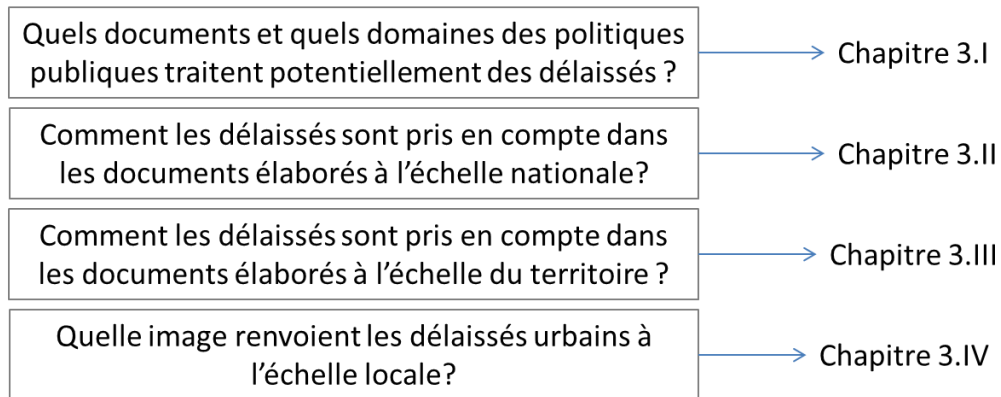 Quels documents et quels domaines des politiques
publiques traitent potentiellement des délaissés ?
Chapitre 3.I
Comment les délaissés sont pris en compte dans
les documents élaborés à l'échelle nationale?
Chapitre 3.II
Comment les délaissés sont pris en compte dans
les documents élaborés à l'échelle du territoire ?
Chapitre 3.III
Quelle image renvoient les délaissés urbains à
l'échelle locale?
Chapitre 3.IV